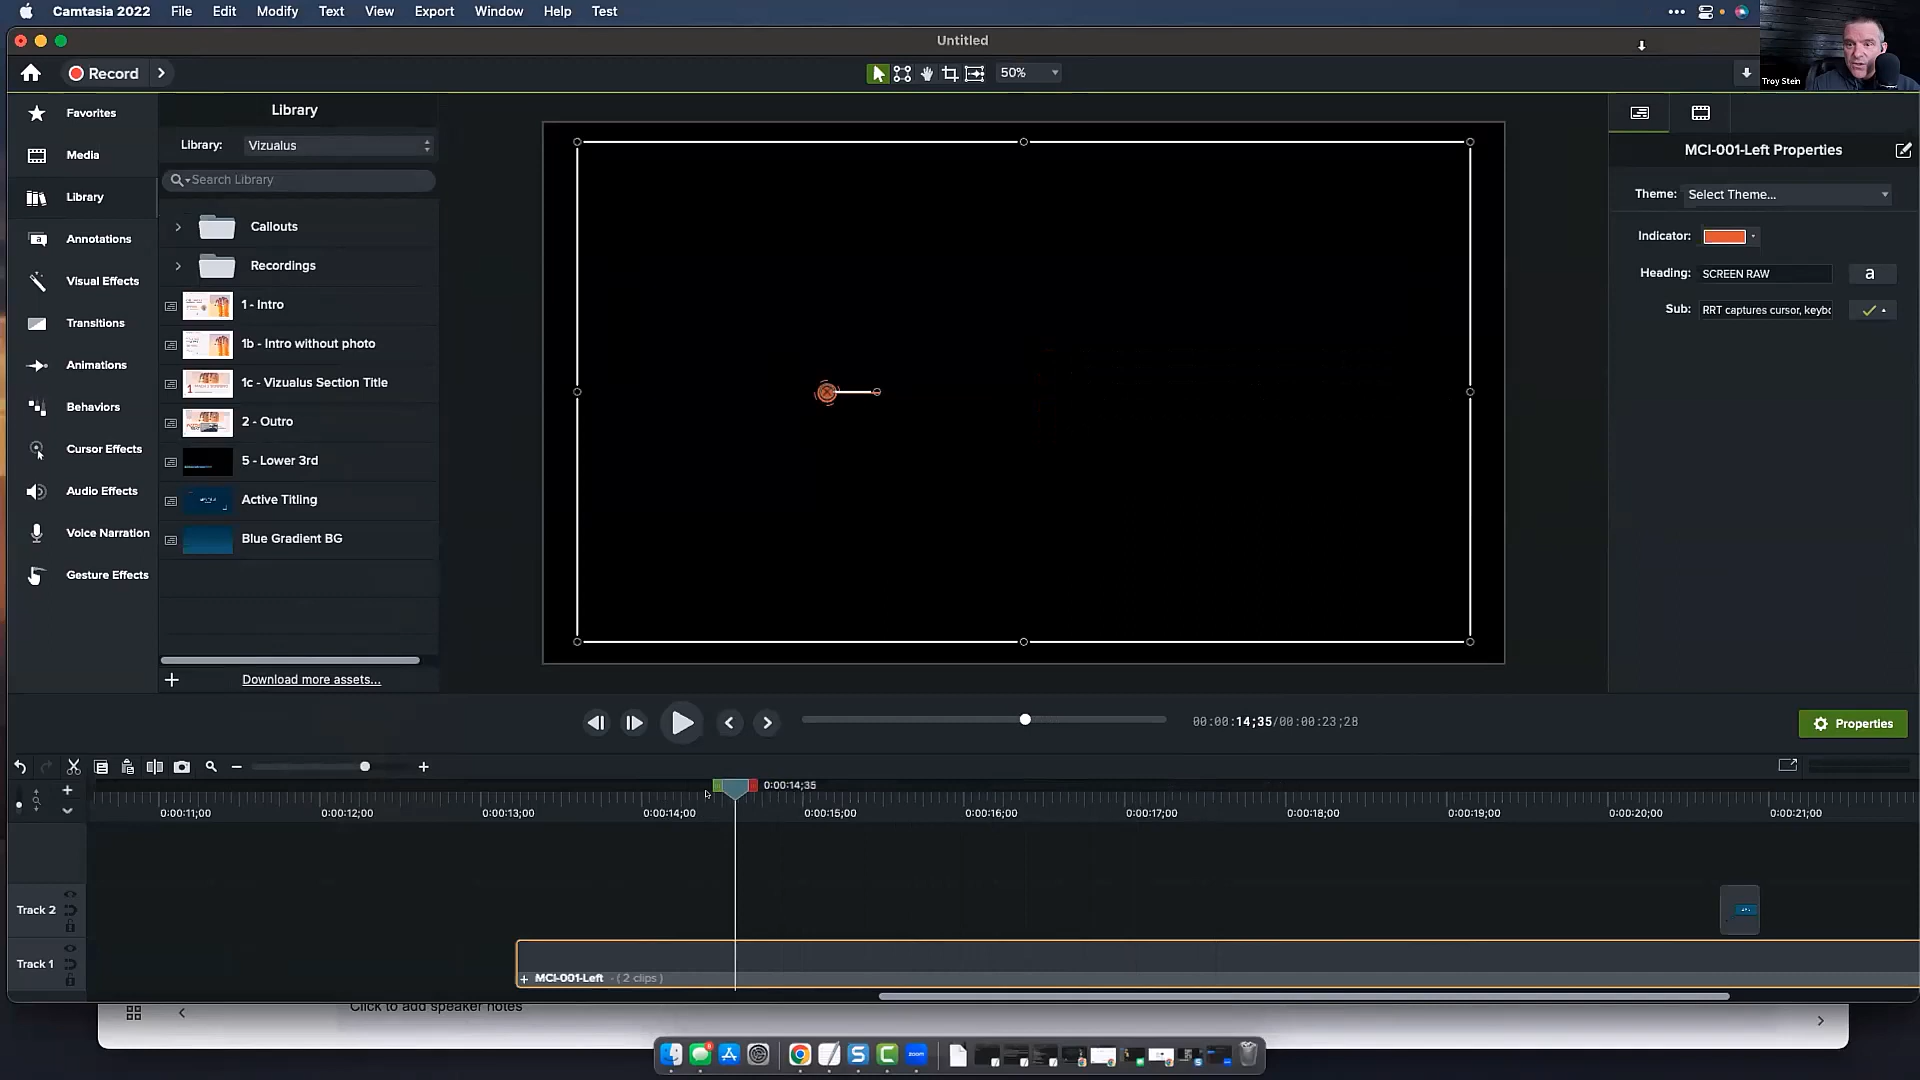 Camtasia 2022 File Edit Modify Text View Export Window Help Test
Untitled
Record
50%
Troy Stein
Favorites
Media
Library
Annotations
Visual Effects
Transitions
Animations
Behaviors
Cursor Effects
Audio Effects
Voice Narration
Gesture Effects
Library
Library: Vizualus
Search Library
Callouts
Recordings
1 - Intro
1b - Intro without photo
1c - Vizualus Section Title
2 - Outro
5 - Lower 3rd
Active Titling
Blue Gradient BG
Download more assets...
MCI-001-Left Properties
Theme: Select Theme...
Indicator:
Heading: SCREEN RAW a
Sub: RRT captures cursor, keybo
00:00:14;35/00:00:23;28
Properties
0:00:14;35
0:00:11;00 0:00:12;00 0:00:13;00 0:00:14;00 0:00:15;00 0:00:16;00 0:00:17;00 0:00:18;00 0:00:19;00 0:00:20;00 0:00:21;00
Track 2
Track 1
MCI-001-Left - ( 2 clips )
Click to add speaker notes
zoom